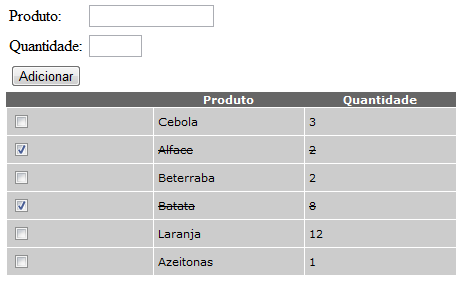 Produto:
Quantidade:
Adicionar
Produto Quantidade
Cebola 3
Alface 2
Beterraba 2
Batata 8
Laranja 12
Azeitonas 1